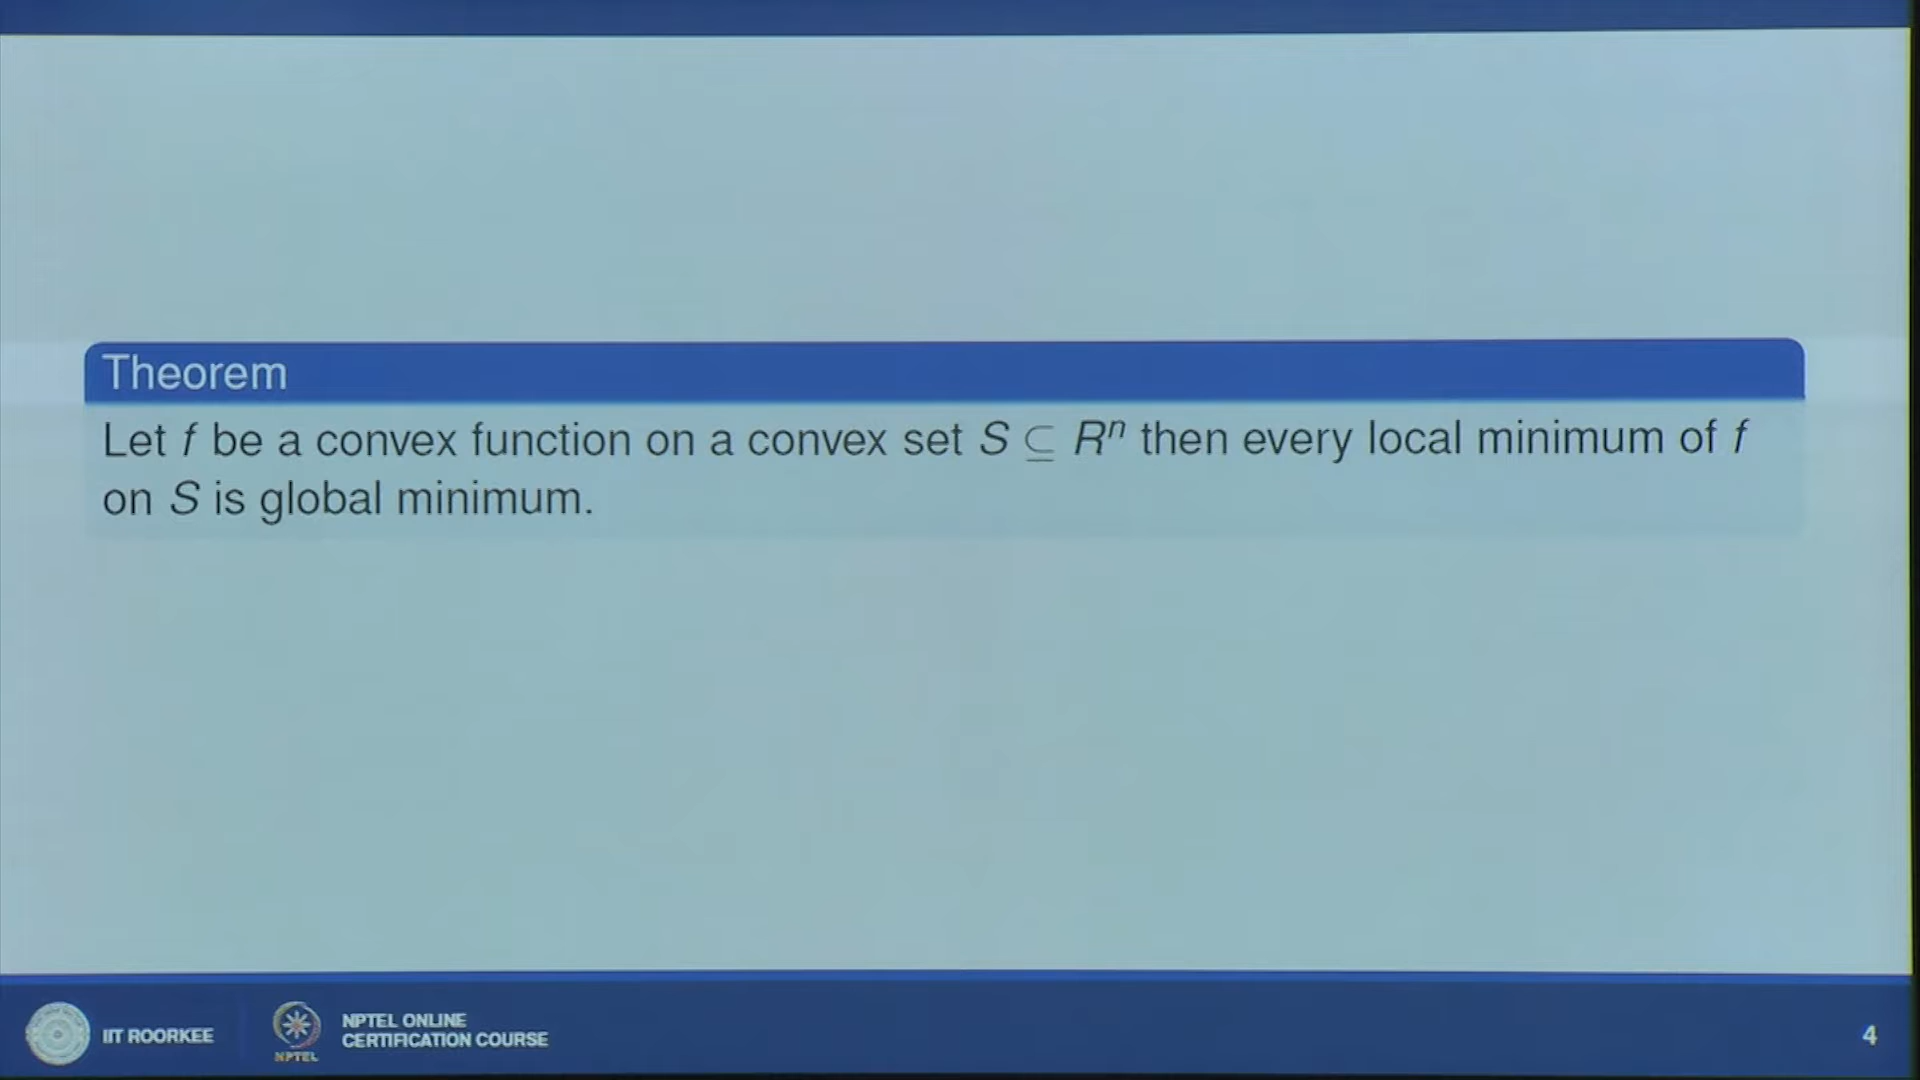 Theorem
Let f be a convex function on a convex set S ⊆ Rⁿ then every local minimum of f
on S is global minimum.
IIT ROORKEE
NPTEL
NPTEL ONLINE
CERTIFICATION COURSE
4